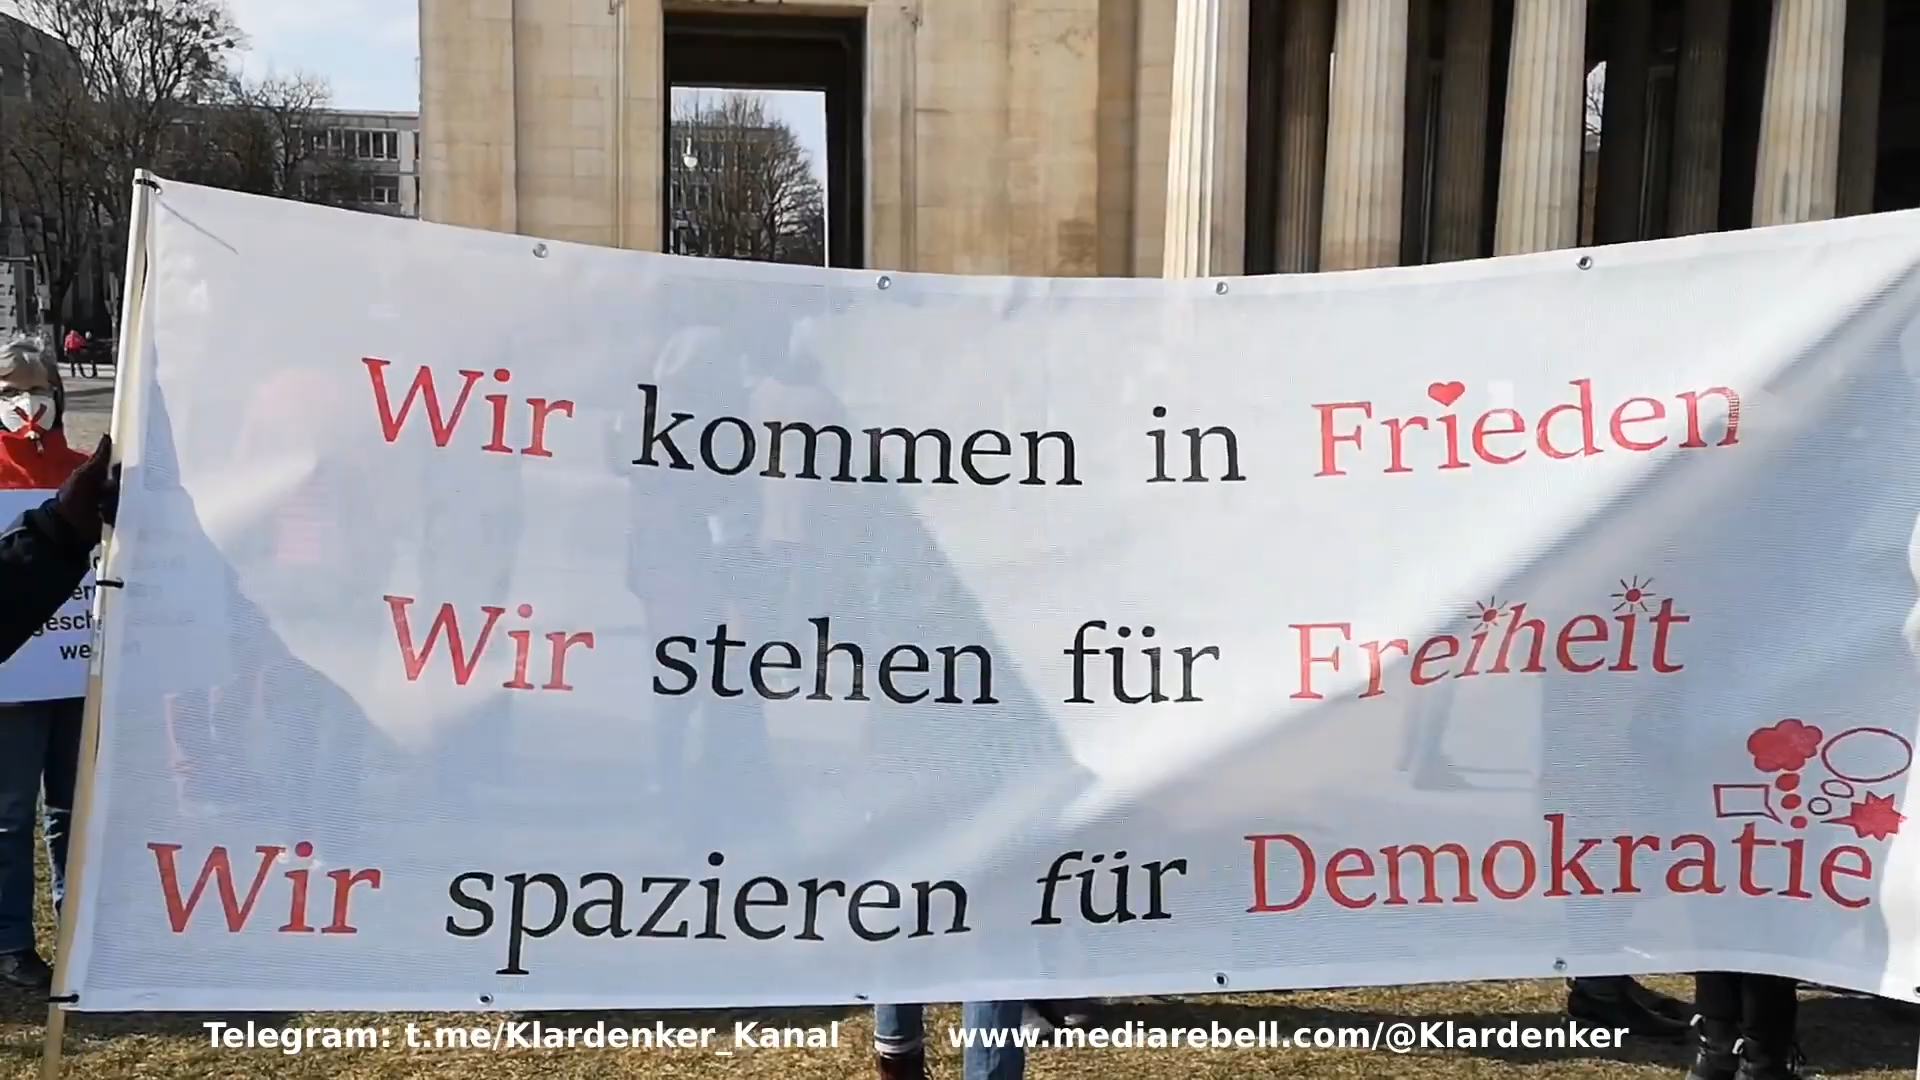 Wir kommen in Frieden
Wir stehen für Freiheit
Wir spazieren für Demokratie
Telegram: t.me/Klardenker_Kanal
www.mediarebell.com/@Klardenker